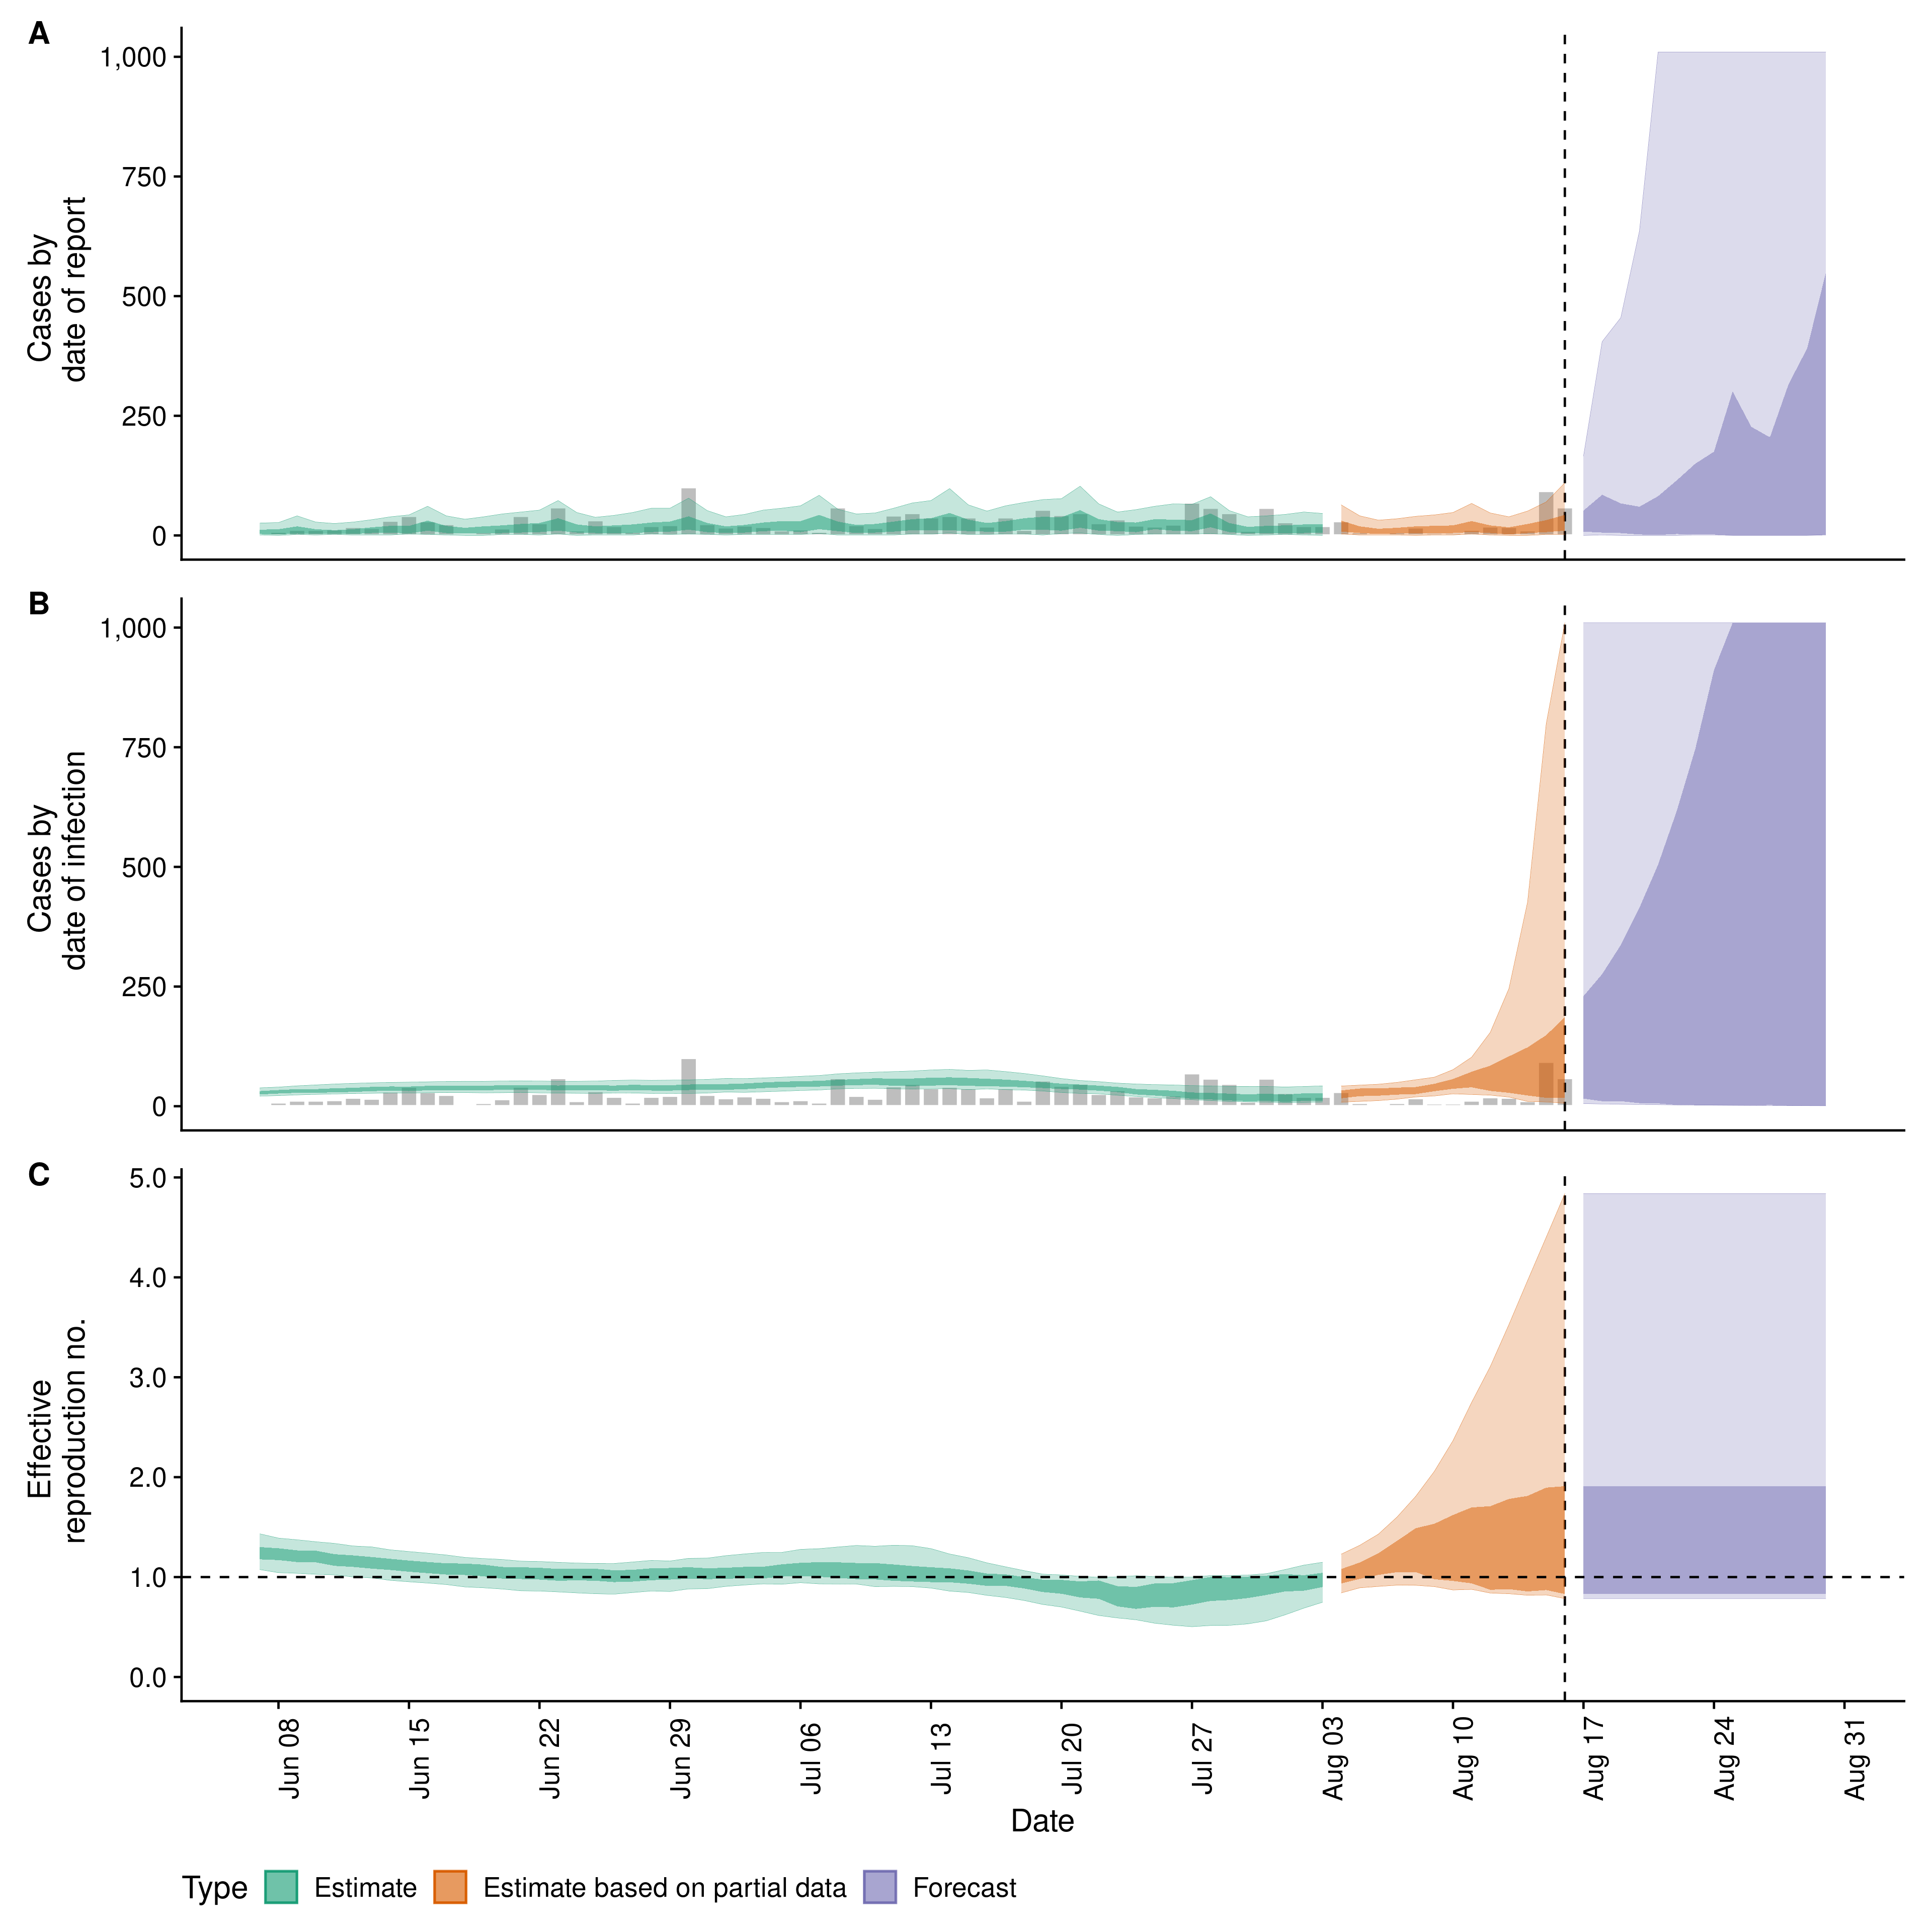 A
1,000
750
500
250
0
Cases by
date of report
B
1,000
750
500
250
0
Cases by
date of infection
C
5.0
4.0
3.0
2.0
1.0
0.0
Effective
reproduction no.
Jun 08
Jun 15
Jun 22
Jun 29
Jul 06
Jul 13
Jul 20
Jul 27
Aug 03
Aug 10
Aug 17
Aug 24
Aug 31
Date
Type Estimate Estimate based on partial data Forecast